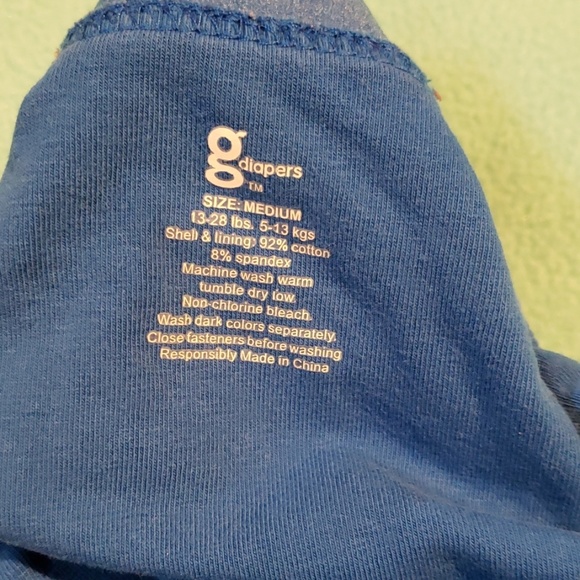 g diapers
TM
SIZE: MEDIUM
13-28 lbs. 5-13 kgs
Shell & lining: 92% cotton
8% spandex
Machine wash warm
tumble dry low
Non-chlorine bleach.
Wash dark colors separately.
Close fasteners before washing
Responsibly Made in China